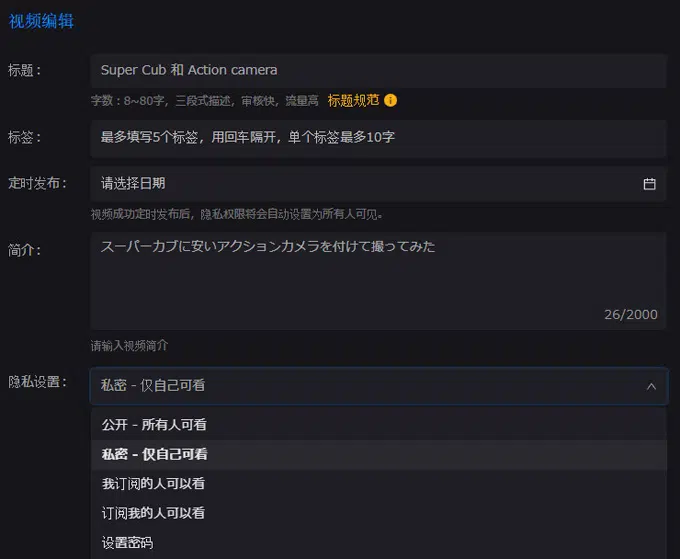 视频编辑
标题： Super Cub 和 Action camera
字数：8~80字，三段式描述，审核快，流量高 标题规范
标签： 最多填写5个标签，用回车隔开，单个标签最多10字
定时发布： 请选择日期
视频成功定时发布后，隐私权限将会自动设置为所有人可见。
简介： スーパーカブに安いアクションカメラを付けて撮ってみた
26/2000
请输入视频简介
隐私设置： 私密 - 仅自己可看
公开 - 所有人可看
私密 - 仅自己可看
我订阅的人可以看
订阅我的人可以看
设置密码